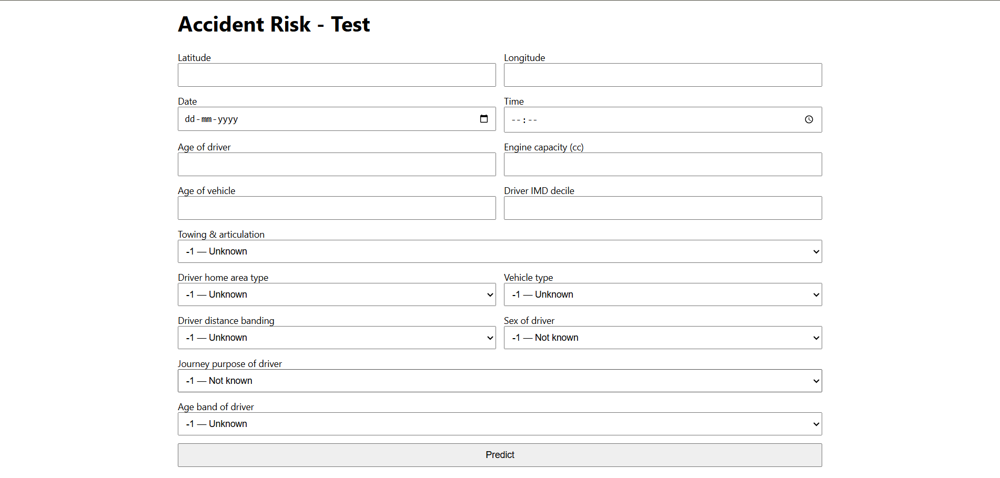 Accident Risk - Test
Latitude
Longitude
Date
Time
dd-mm-yyyy
--:--
Age of driver
Engine capacity (cc)
Age of vehicle
Driver IMD decile
Towing & articulation
-1 — Unknown
Driver home area type
Vehicle type
-1 — Unknown
-1 — Unknown
Driver distance banding
Sex of driver
-1 — Unknown
-1 — Not known
Journey purpose of driver
-1 — Not known
Age band of driver
-1 — Unknown
Predict